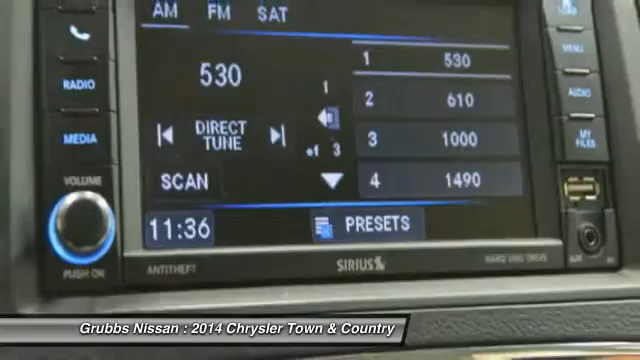 AM FM SAT
530
1 530
2 610
3 1000
4 1490
1
of 3
DIRECT
TUNE
SCAN
11:36 PRESETS
RADIO
MEDIA
VOLUME
PUSH ON
MENU
AUDIO
MY
FILES
ANTITHEFT SIRIUS HARD DISC DRIVE
AUX
Grubbs Nissan : 2014 Chrysler Town & Country